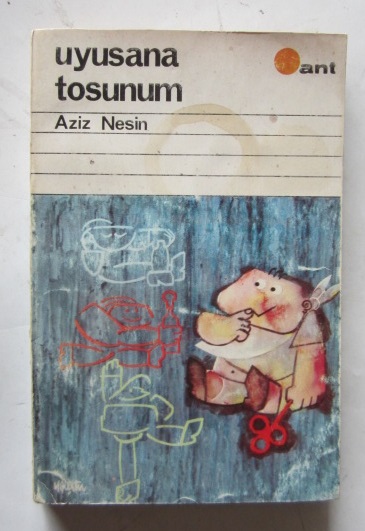 uyusana
tosunum
ant
Aziz Nesin